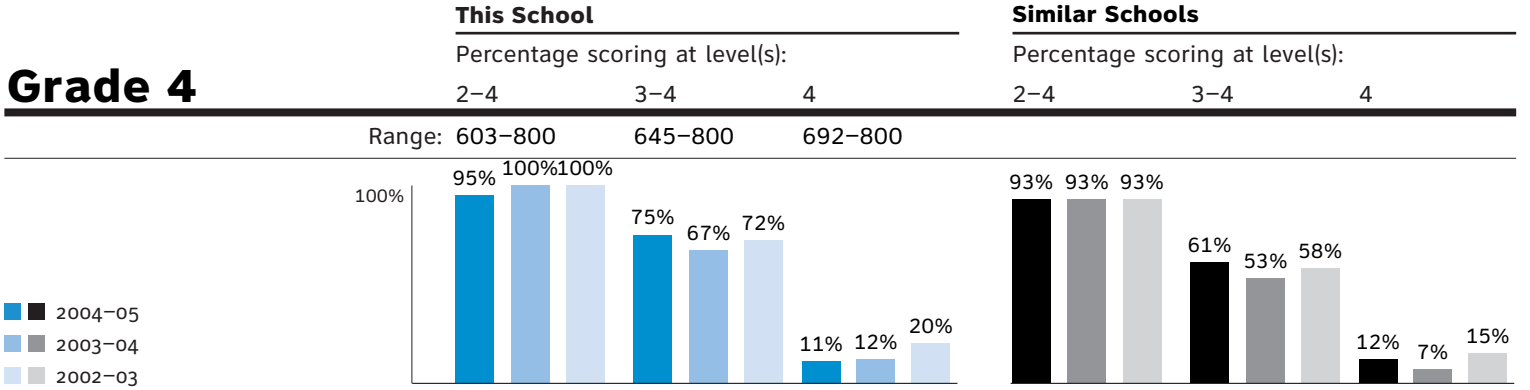 This School Similar Schools
Percentage scoring at level(s): Percentage scoring at level(s):
Grade 4 2–4 3–4 4 2–4 3–4 4
Range: 603–800 645–800 692–800
100% 95% 100% 100% 75% 67% 72% 11% 12% 20% 93% 93% 93% 61% 53% 58% 12% 7% 15%
2004–05
2003–04
2002–03